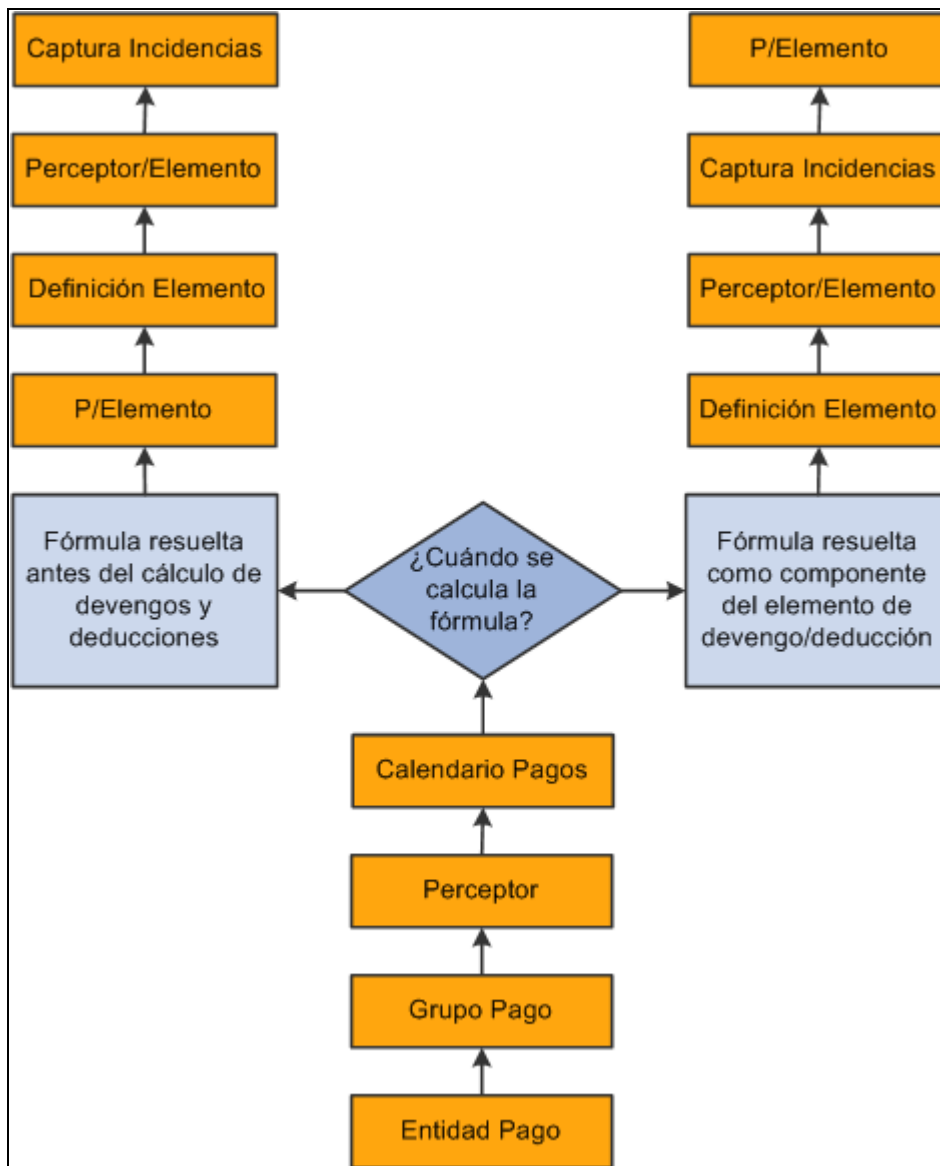 Captura Incidencias
Perceptor/Elemento
Definición Elemento
P/Elemento
Fórmula resuelta
antes del cálculo de
devengos y
deducciones
P/Elemento
Captura Incidencias
Perceptor/Elemento
Definición Elemento
Fórmula resuelta
como componente
del elemento de
devengo/deducción
¿Cuándo se
calcula la
fórmula?
Calendario Pagos
Perceptor
Grupo Pago
Entidad Pago